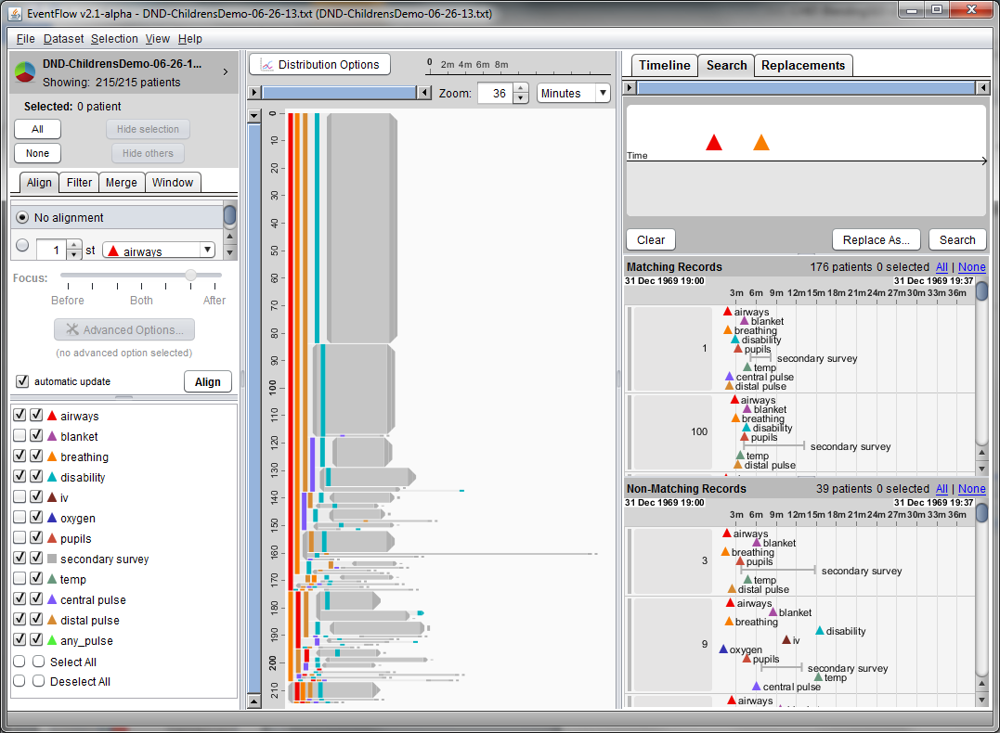 EventFlow v2.1-alpha - DND-ChildrensDemo-06-26-13.txt (DND-ChildrensDemo-06-26-13.txt)
File Dataset Selection View Help
DND-ChildrensDemo-06-26-1...
Showing: 215/215 patients
Selected: 0 patient
All Hide selection
None Hide others
Align Filter Merge Window
No alignment
1 st airways
Focus:
Before Both After
Advanced Options...
(no advanced option selected)
automatic update Align
airways
blanket
breathing
disability
iv
oxygen
pupils
secondary survey
temp
central pulse
distal pulse
any_pulse
Select All
Deselect All
Distribution Options
0 2m 4m 6m 8m
Zoom: 36 Minutes
0
10
20
30
40
50
60
70
80
90
100
110
120
130
140
150
160
170
180
190
200
210
Timeline Search Replacements
Time
Clear Replace As... Search
Matching Records 176 patients 0 selected All | None
31 Dec 1969 19:00 31 Dec 1969 19:37
3m 6m 9m 12m 15m 18m 21m 24m 27m 30m 33m 36m
1
airways
blanket
breathing
disability
pupils
secondary survey
temp
central pulse
distal pulse
100
airways
blanket
breathing
disability
pupils
secondary survey
temp
distal pulse
Non-Matching Records 39 patients 0 selected All | None
31 Dec 1969 19:00 31 Dec 1969 19:37
3m 6m 9m 12m 15m 18m 21m 24m 27m 30m 33m 36m
3
airways
blanket
breathing
pupils
secondary survey
temp
distal pulse
9
airways
blanket
breathing
disability
iv
oxygen
pupils
secondary survey
temp
central pulse
airways